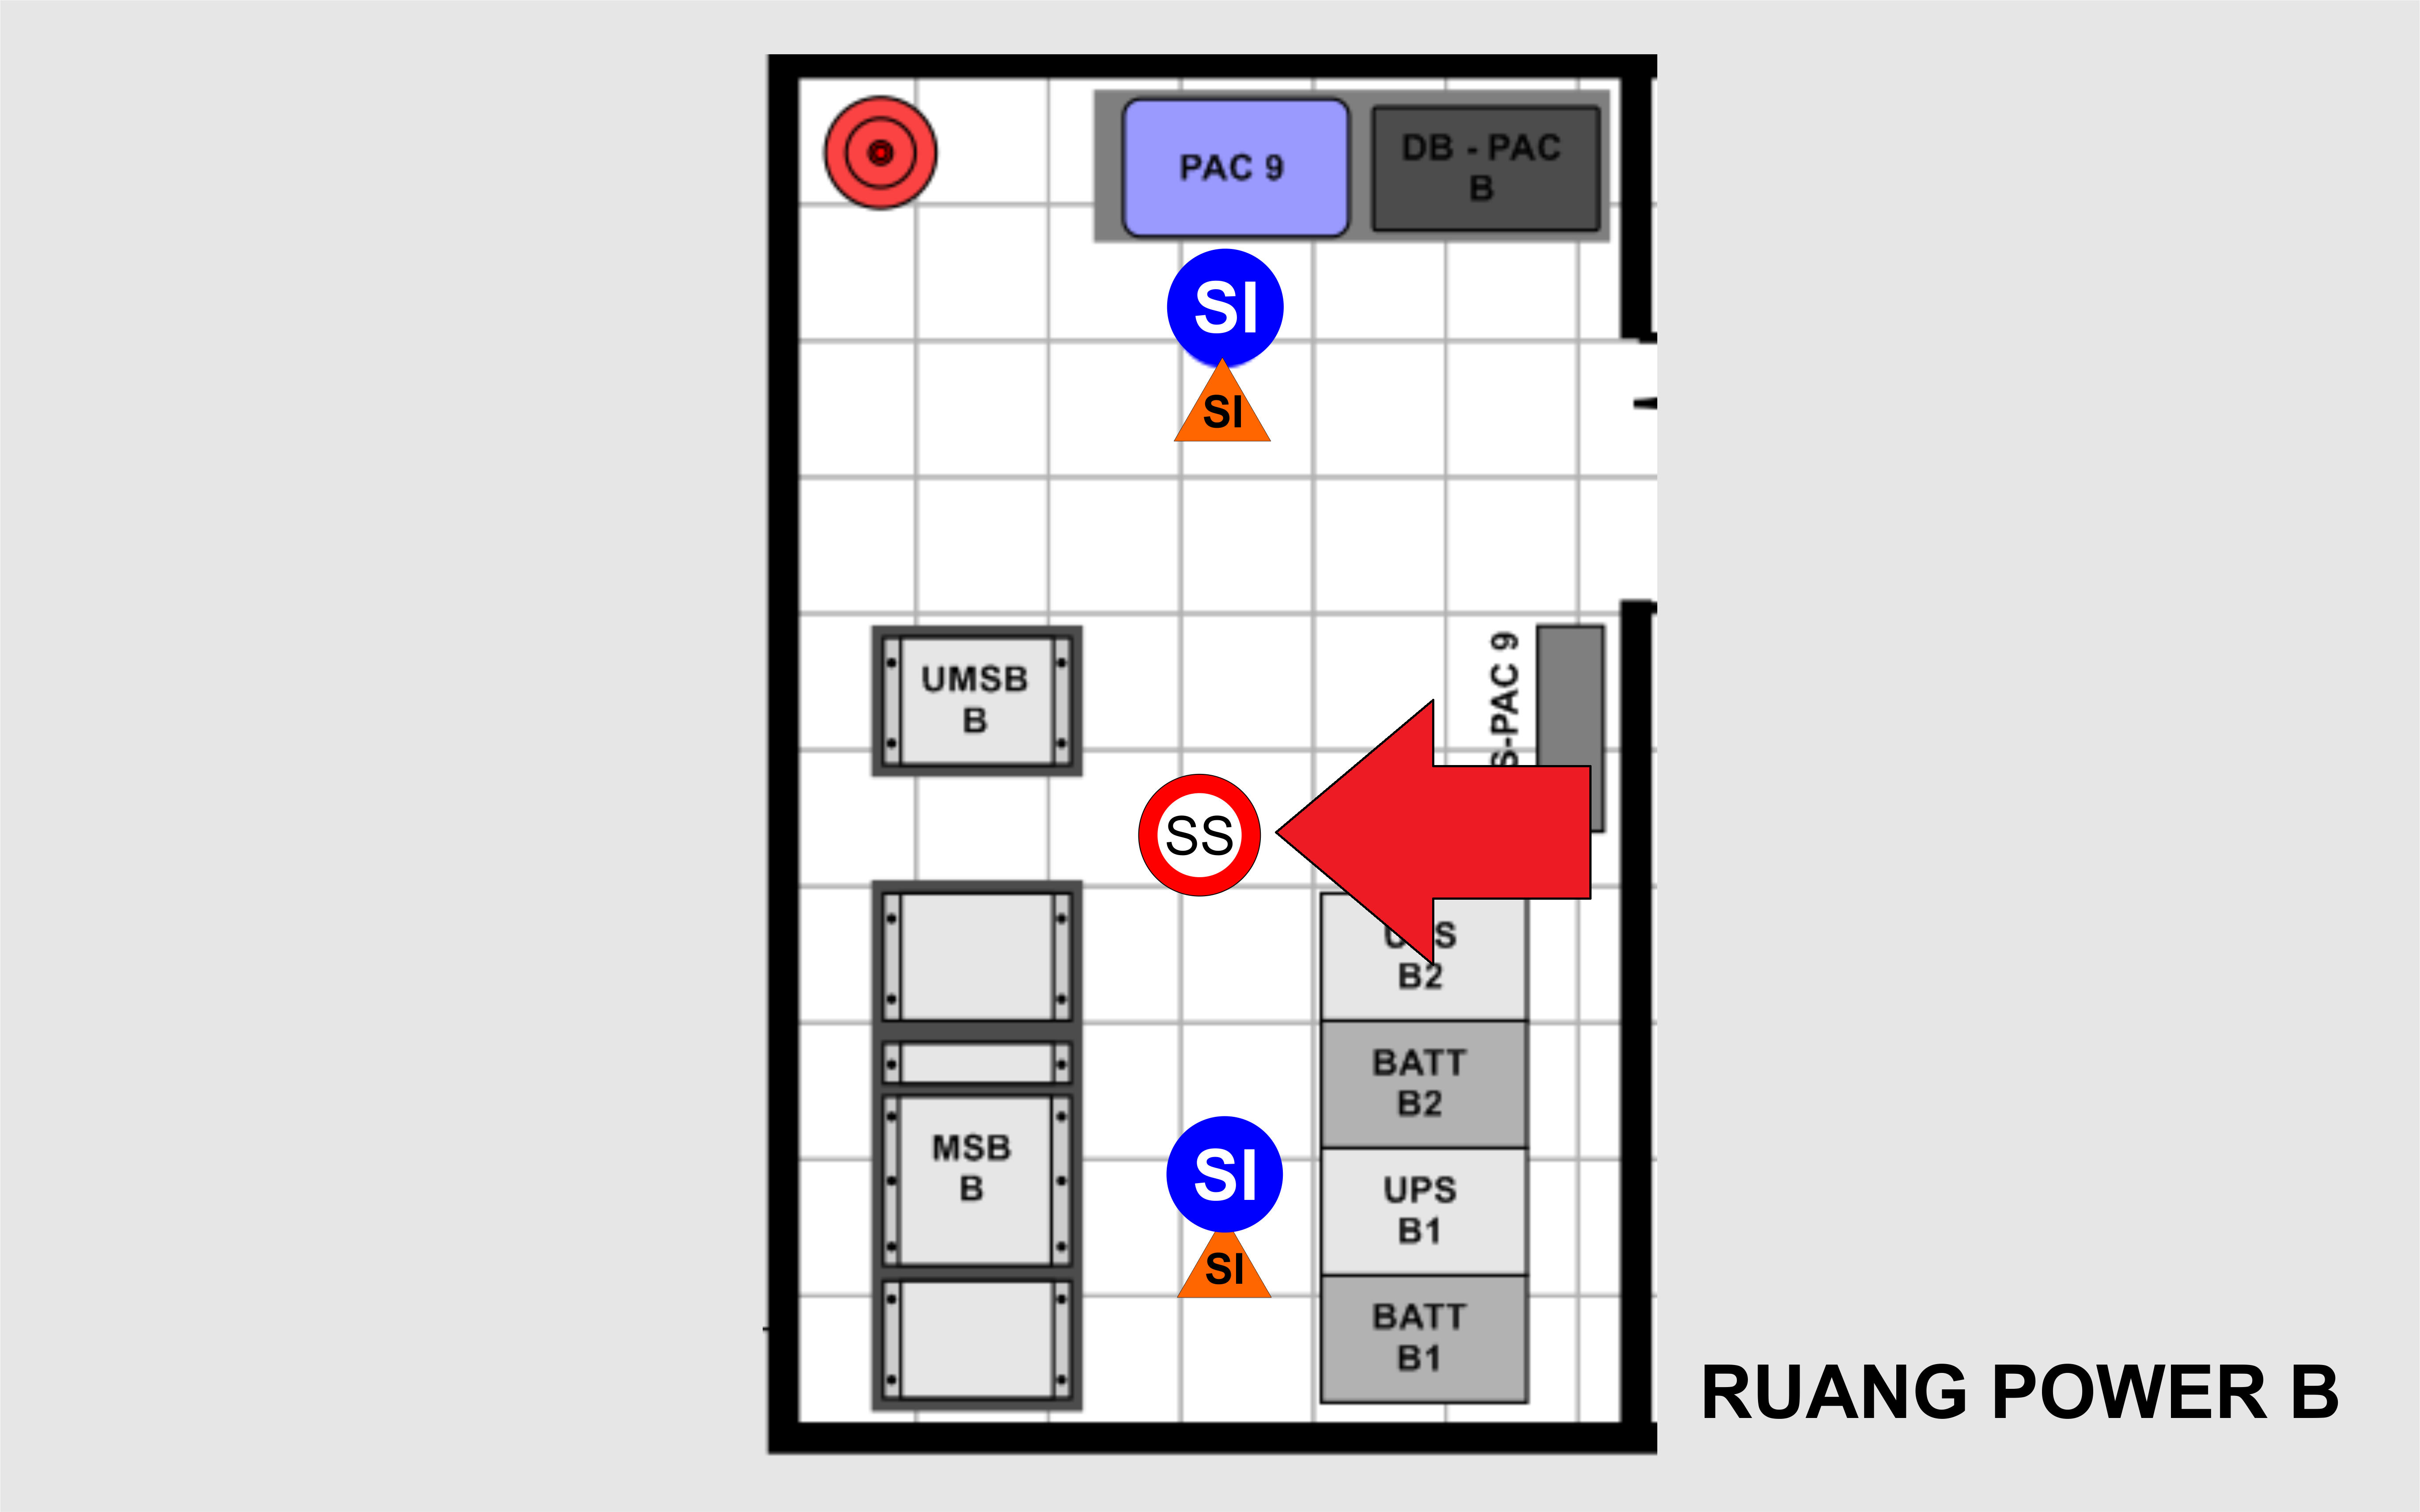 PAC 9
DB - PAC
B
SI
SI
UMSB
B
S-PAC 9
SS
B2
BATT
B2
MSB
B
SI
SI
UPS
B1
BATT
B1
RUANG POWER B